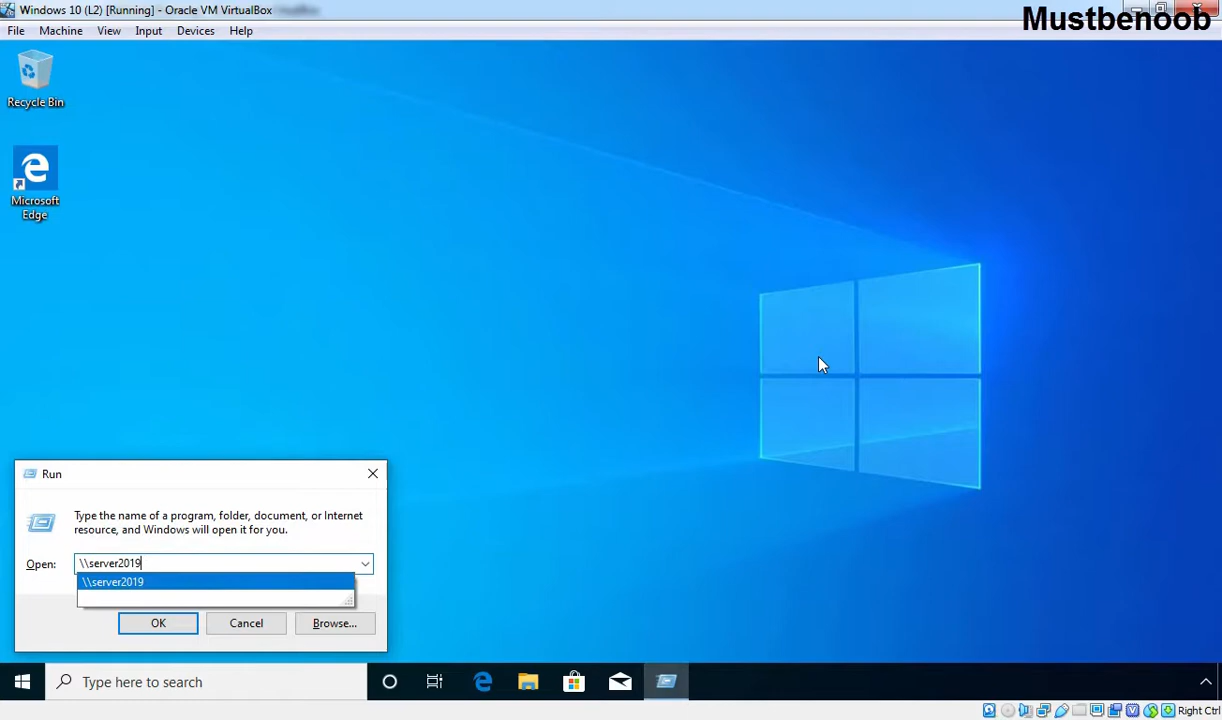 Windows 10 (L2) [Running] - Oracle VM VirtualBox
Mustbenoob
File Machine View Input Devices Help
Recycle Bin
Microsoft
Edge
Run
Type the name of a program, folder, document, or Internet
resource, and Windows will open it for you.
Open: \\server2019
\\server2019
OK Cancel Browse...
Type here to search
Right Ctrl